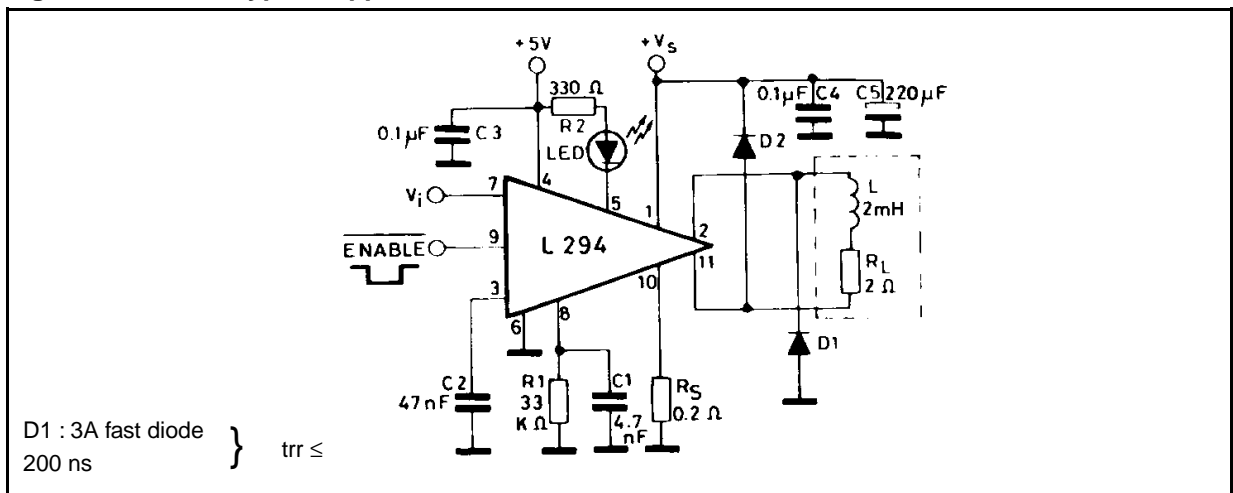 +5V
+Vs
330 Ω
R2
0.1µF C3
LED
0.1µF C4
C5 220µF
D2
Vi
7
4
5
1
L
2mH
ENABLE
9
L 294
2
11
RL
2 Ω
3
6
8
10
D1
C2
47nF
R1
33
KΩ
C1
4.7
nF
RS
0.2 Ω
D1 : 3A fast diode
200 ns
} trr ≤